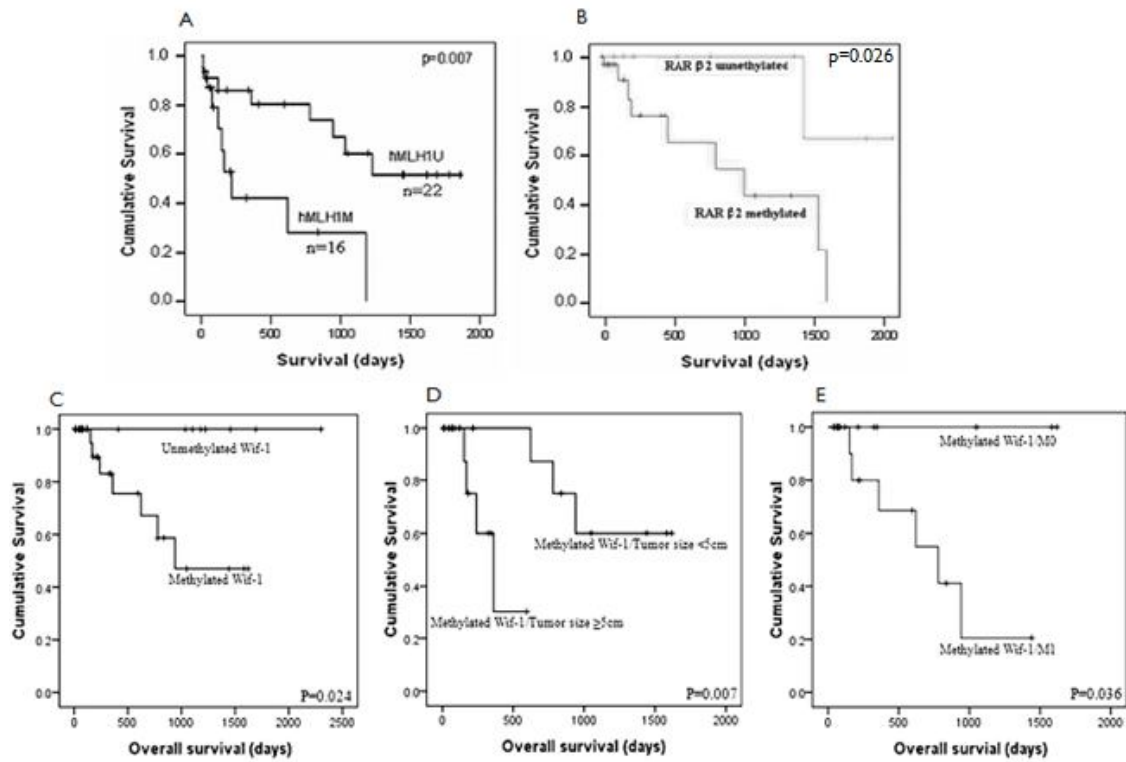 A
p=0.007
Cumulative Survival
1.0
0.8
0.6
0.4
0.2
0.0
hMLH1U
n=22
hMLH1M
n=16
0
500
1000
1500
2000
Survival (days)
B
p=0.026
Cumulative Survival
1.0
0.8
0.6
0.4
0.2
0.0
RAR β2 unnethylated
RAR β2 methylated
0
500
1000
1500
2000
Survival (days)
C
Cumulative Survival
1.0
0.8
0.6
0.4
0.2
0.0
Unmethylated Wif-1
Methylated Wif-1
P=0.024
0
500
1000
1500
2000
2500
Overall survival (days)
D
Cumulative Survival
1.0
0.8
0.6
0.4
0.2
0.0
Methylated Wif-1/Tumor size <5cm
Methylated Wif-1/Tumor size ≥5cm
P=0.007
0
500
1000
1500
2000
Overall survival (days)
E
Cumulative Survival
1.0
0.8
0.6
0.4
0.2
0.0
Methylated Wif-1/M0
Methylated Wif-1/M1
P=0.036
0
500
1000
1500
2000
Overall survival (days)